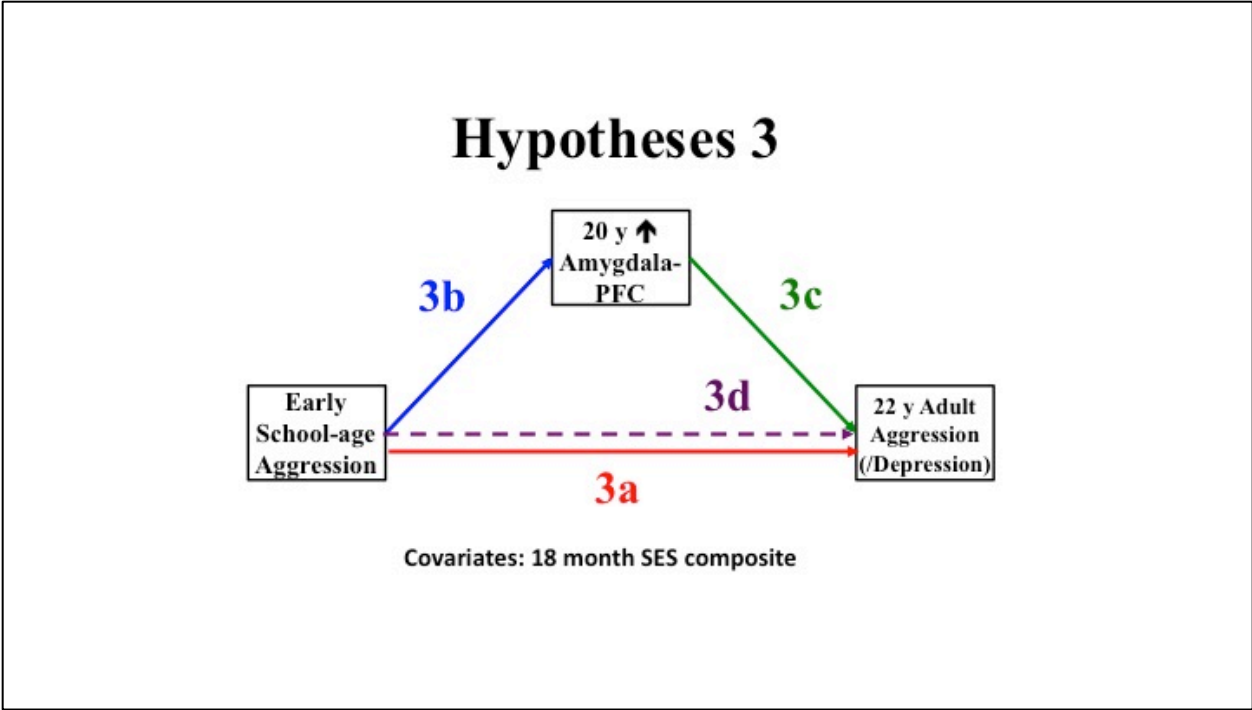 Hypotheses 3
20 y ↑
Amygdala-
PFC
3b
3c
Early
School-age
Aggression
3d
22 y Adult
Aggression
(/Depression)
3a
Covariates: 18 month SES composite